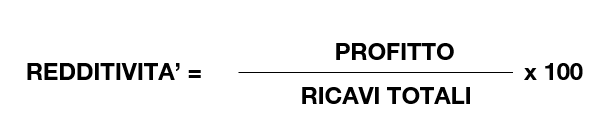 PROFITTO
REDDITIVITA’ = x 100
RICAVI TOTALI